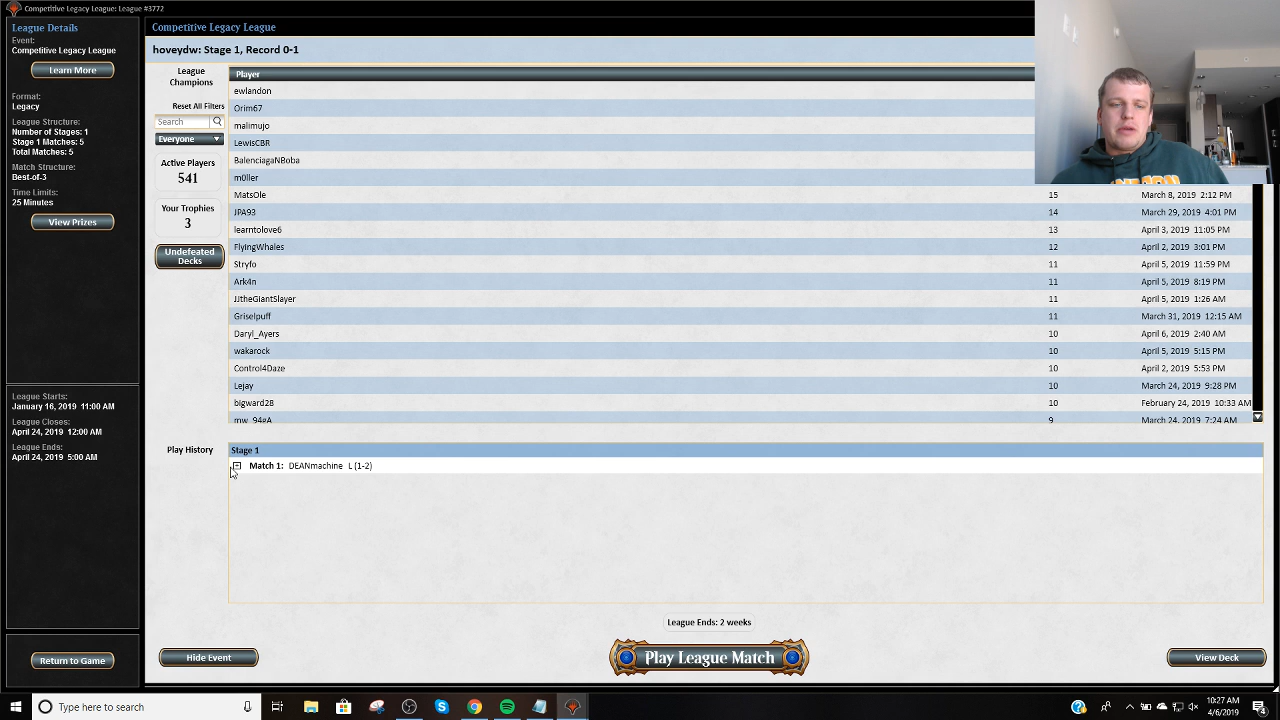 Competitive Legacy League: League #3772
League Details
Event:
Competitive Legacy League
Learn More
Format:
Legacy
League Structure:
Number of Stages: 1
Stage 1 Matches: 5
Total Matches: 5
Match Structure:
Best-of-3
Time Limits:
25 Minutes
View Prizes
League Starts:
January 16, 2019 11:00 AM
League Closes:
April 24, 2019 12:00 AM
League Ends:
April 24, 2019 5:00 AM
Return to Game
Competitive Legacy League
hoveydw: Stage 1, Record 0-1
League
Champions
Reset All Filters
Search
Everyone
Active Players
541
Your Trophies
3
Undefeated
Decks
Player
ewlandon
Orim67
malimujo
LewisCBR
BalenciagaNBoba
m0ller
MatsOle 15 March 8, 2019 2:12 PM
JPA93 14 March 29, 2019 4:01 PM
learntolove6 13 April 3, 2019 11:05 PM
FlyingWhales 12 April 2, 2019 3:01 PM
Stryfo 11 April 5, 2019 11:59 PM
Ark4n 11 April 5, 2019 8:19 PM
JJtheGiantSlayer 11 April 5, 2019 1:26 AM
Griselpuff 11 March 31, 2019 12:15 AM
Daryl_Ayers 10 April 6, 2019 2:40 AM
wakarock 10 April 5, 2019 5:15 PM
Control4Daze 10 April 2, 2019 5:53 PM
Lejay 10 March 24, 2019 9:28 PM
bigward28 10 February 24, 2019 10:33 AM
mw_94eA 9 March 24, 2019 7:24 AM
Play History
Stage 1
Match 1: DEANmachine L (1-2)
League Ends: 2 weeks
Hide Event
Play League Match
View Deck
Type here to search
10:27 AM
4/6/2019
4